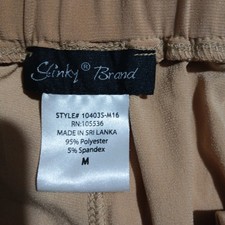 Slinky® Brand
STYLE# 104035-M16
RN:105536
MADE IN SRI LANKA
95% Polyester
5% Spandex
M